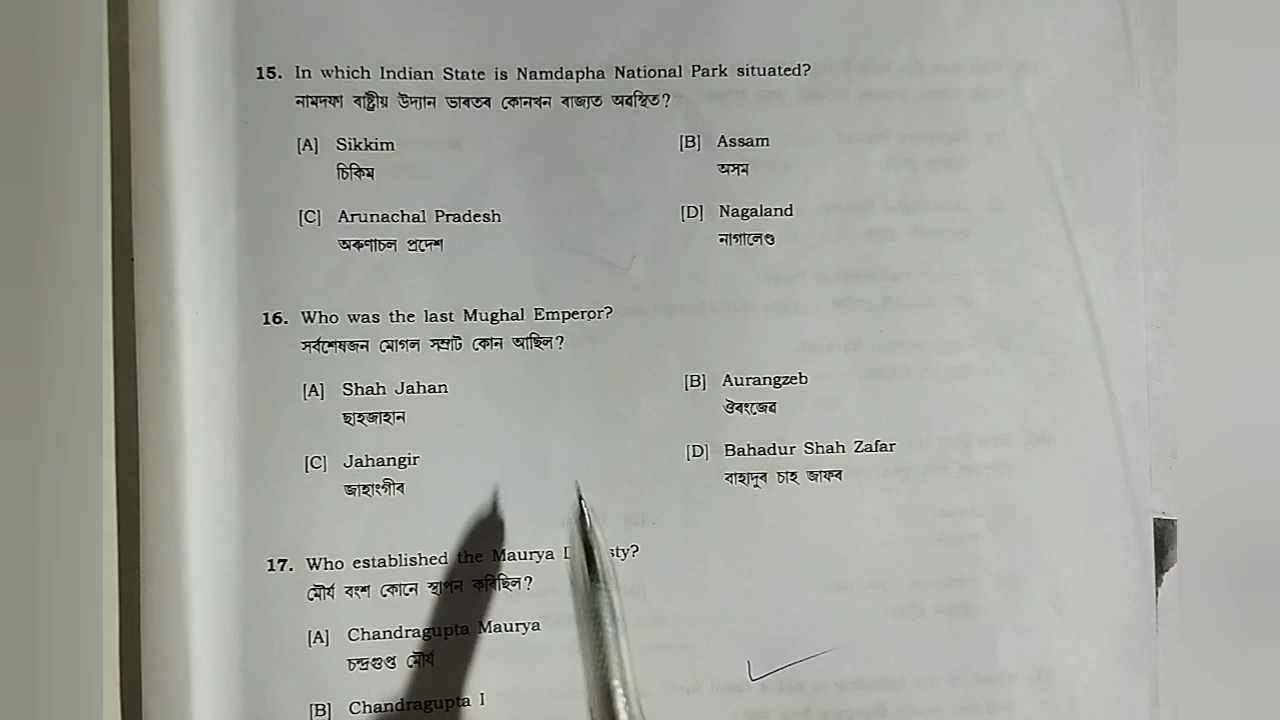 15. In which Indian State is Namdapha National Park situated?
নামদফা ৰাষ্ট্ৰীয় উদ্যান ভাৰতৰ কোনখন ৰাজ্যত অৱস্থিত?
[A] Sikkim
চিকিম
[B] Assam
অসম
[C] Arunachal Pradesh
অৰুণাচল প্ৰদেশ
[D] Nagaland
নাগালেণ্ড
16. Who was the last Mughal Emperor?
সৰ্বশেষজন মোগল সম্ৰাট কোন আছিল?
[A] Shah Jahan
ছাহজাহান
[B] Aurangzeb
ঔৰংজেৱ
[C] Jahangir
জাহাংগীৰ
[D] Bahadur Shah Zafar
বাহাদুৰ চাহ জাফৰ
17. Who established the Maurya D sty?
মৌৰ্য বংশ কোনে স্থাপন কৰিছিল?
[A] Chandragupta Maurya
চন্দ্ৰগুপ্ত মৌৰ্য
[B] Chandragupta I